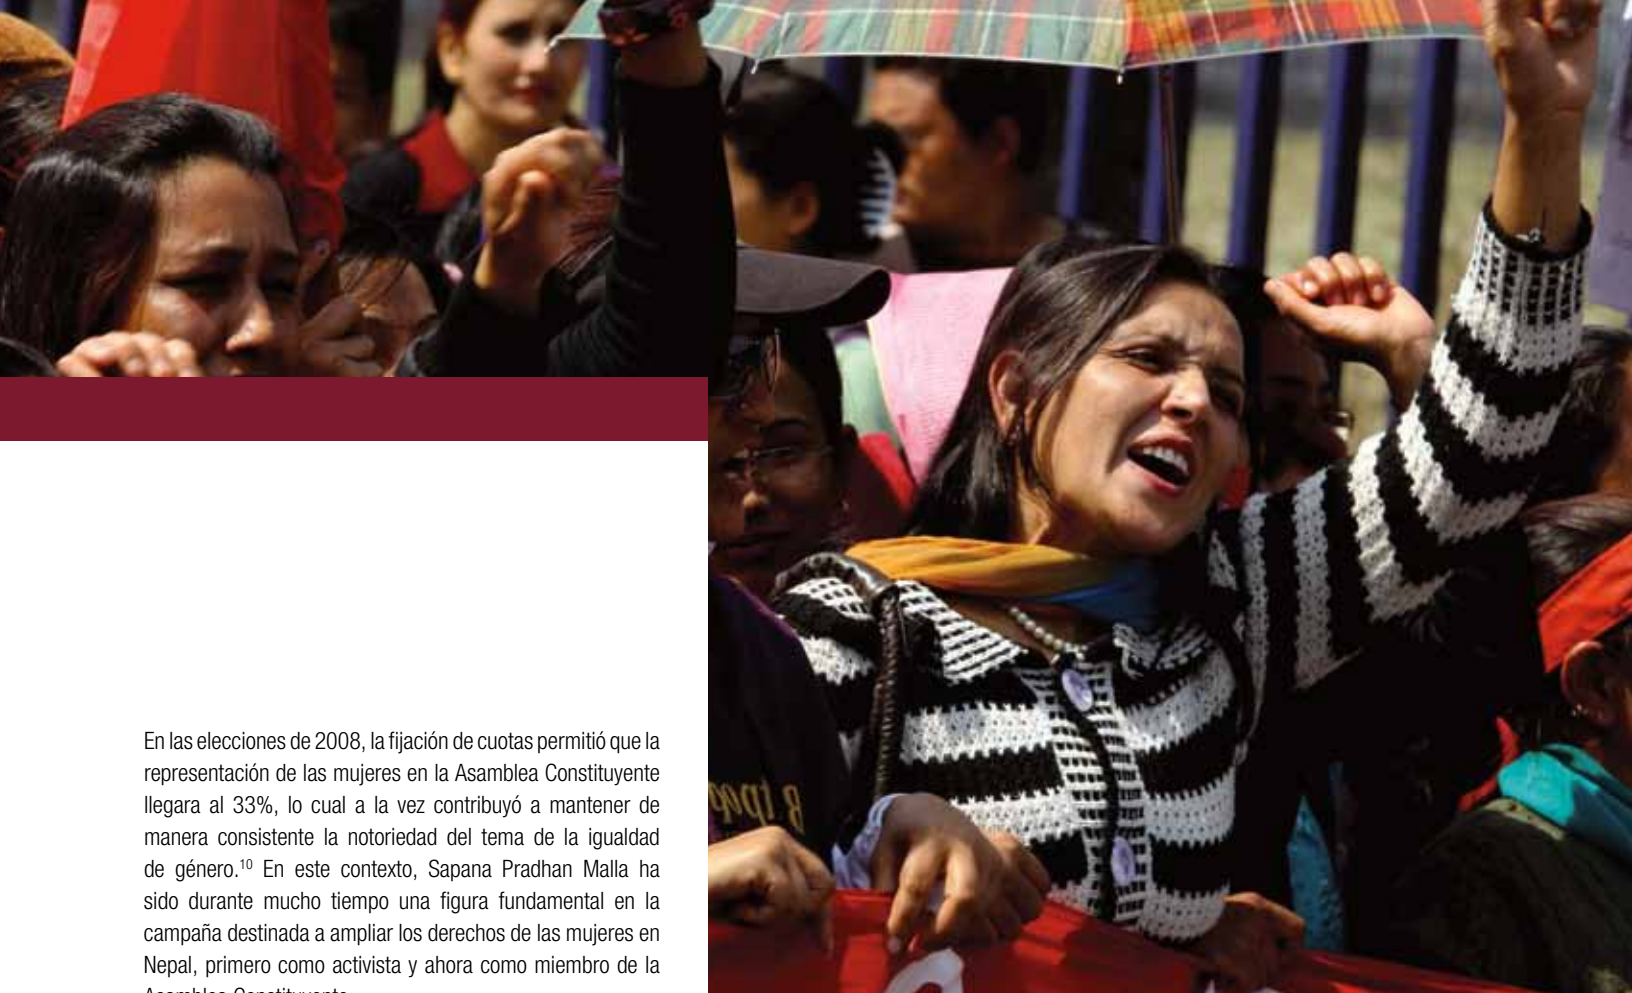 En las elecciones de 2008, la fijación de cuotas permitió que la
representación de las mujeres en la Asamblea Constituyente
llegara al 33%, lo cual a la vez contribuyó a mantener de
manera consistente la notoriedad del tema de la igualdad
de género.10 En este contexto, Sapana Pradhan Malla ha
sido durante mucho tiempo una figura fundamental en la
campaña destinada a ampliar los derechos de las mujeres en
Nepal, primero como activista y ahora como miembro de la
Asamblea Constituyente.